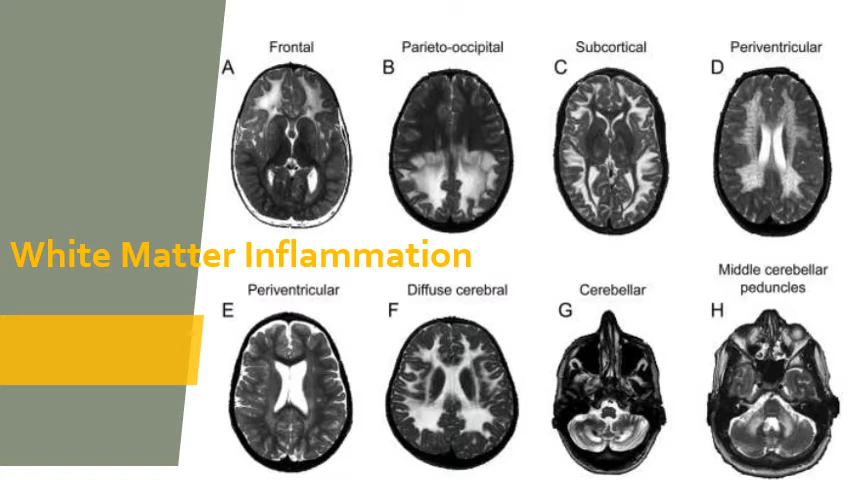 Frontal
Parieto-occipital
Subcortical
Periventricular
A
B
C
D
White Matter Inflammation
Periventricular
Diffuse cerebral
Cerebellar
Middle cerebellar
peduncles
E
F
G
H